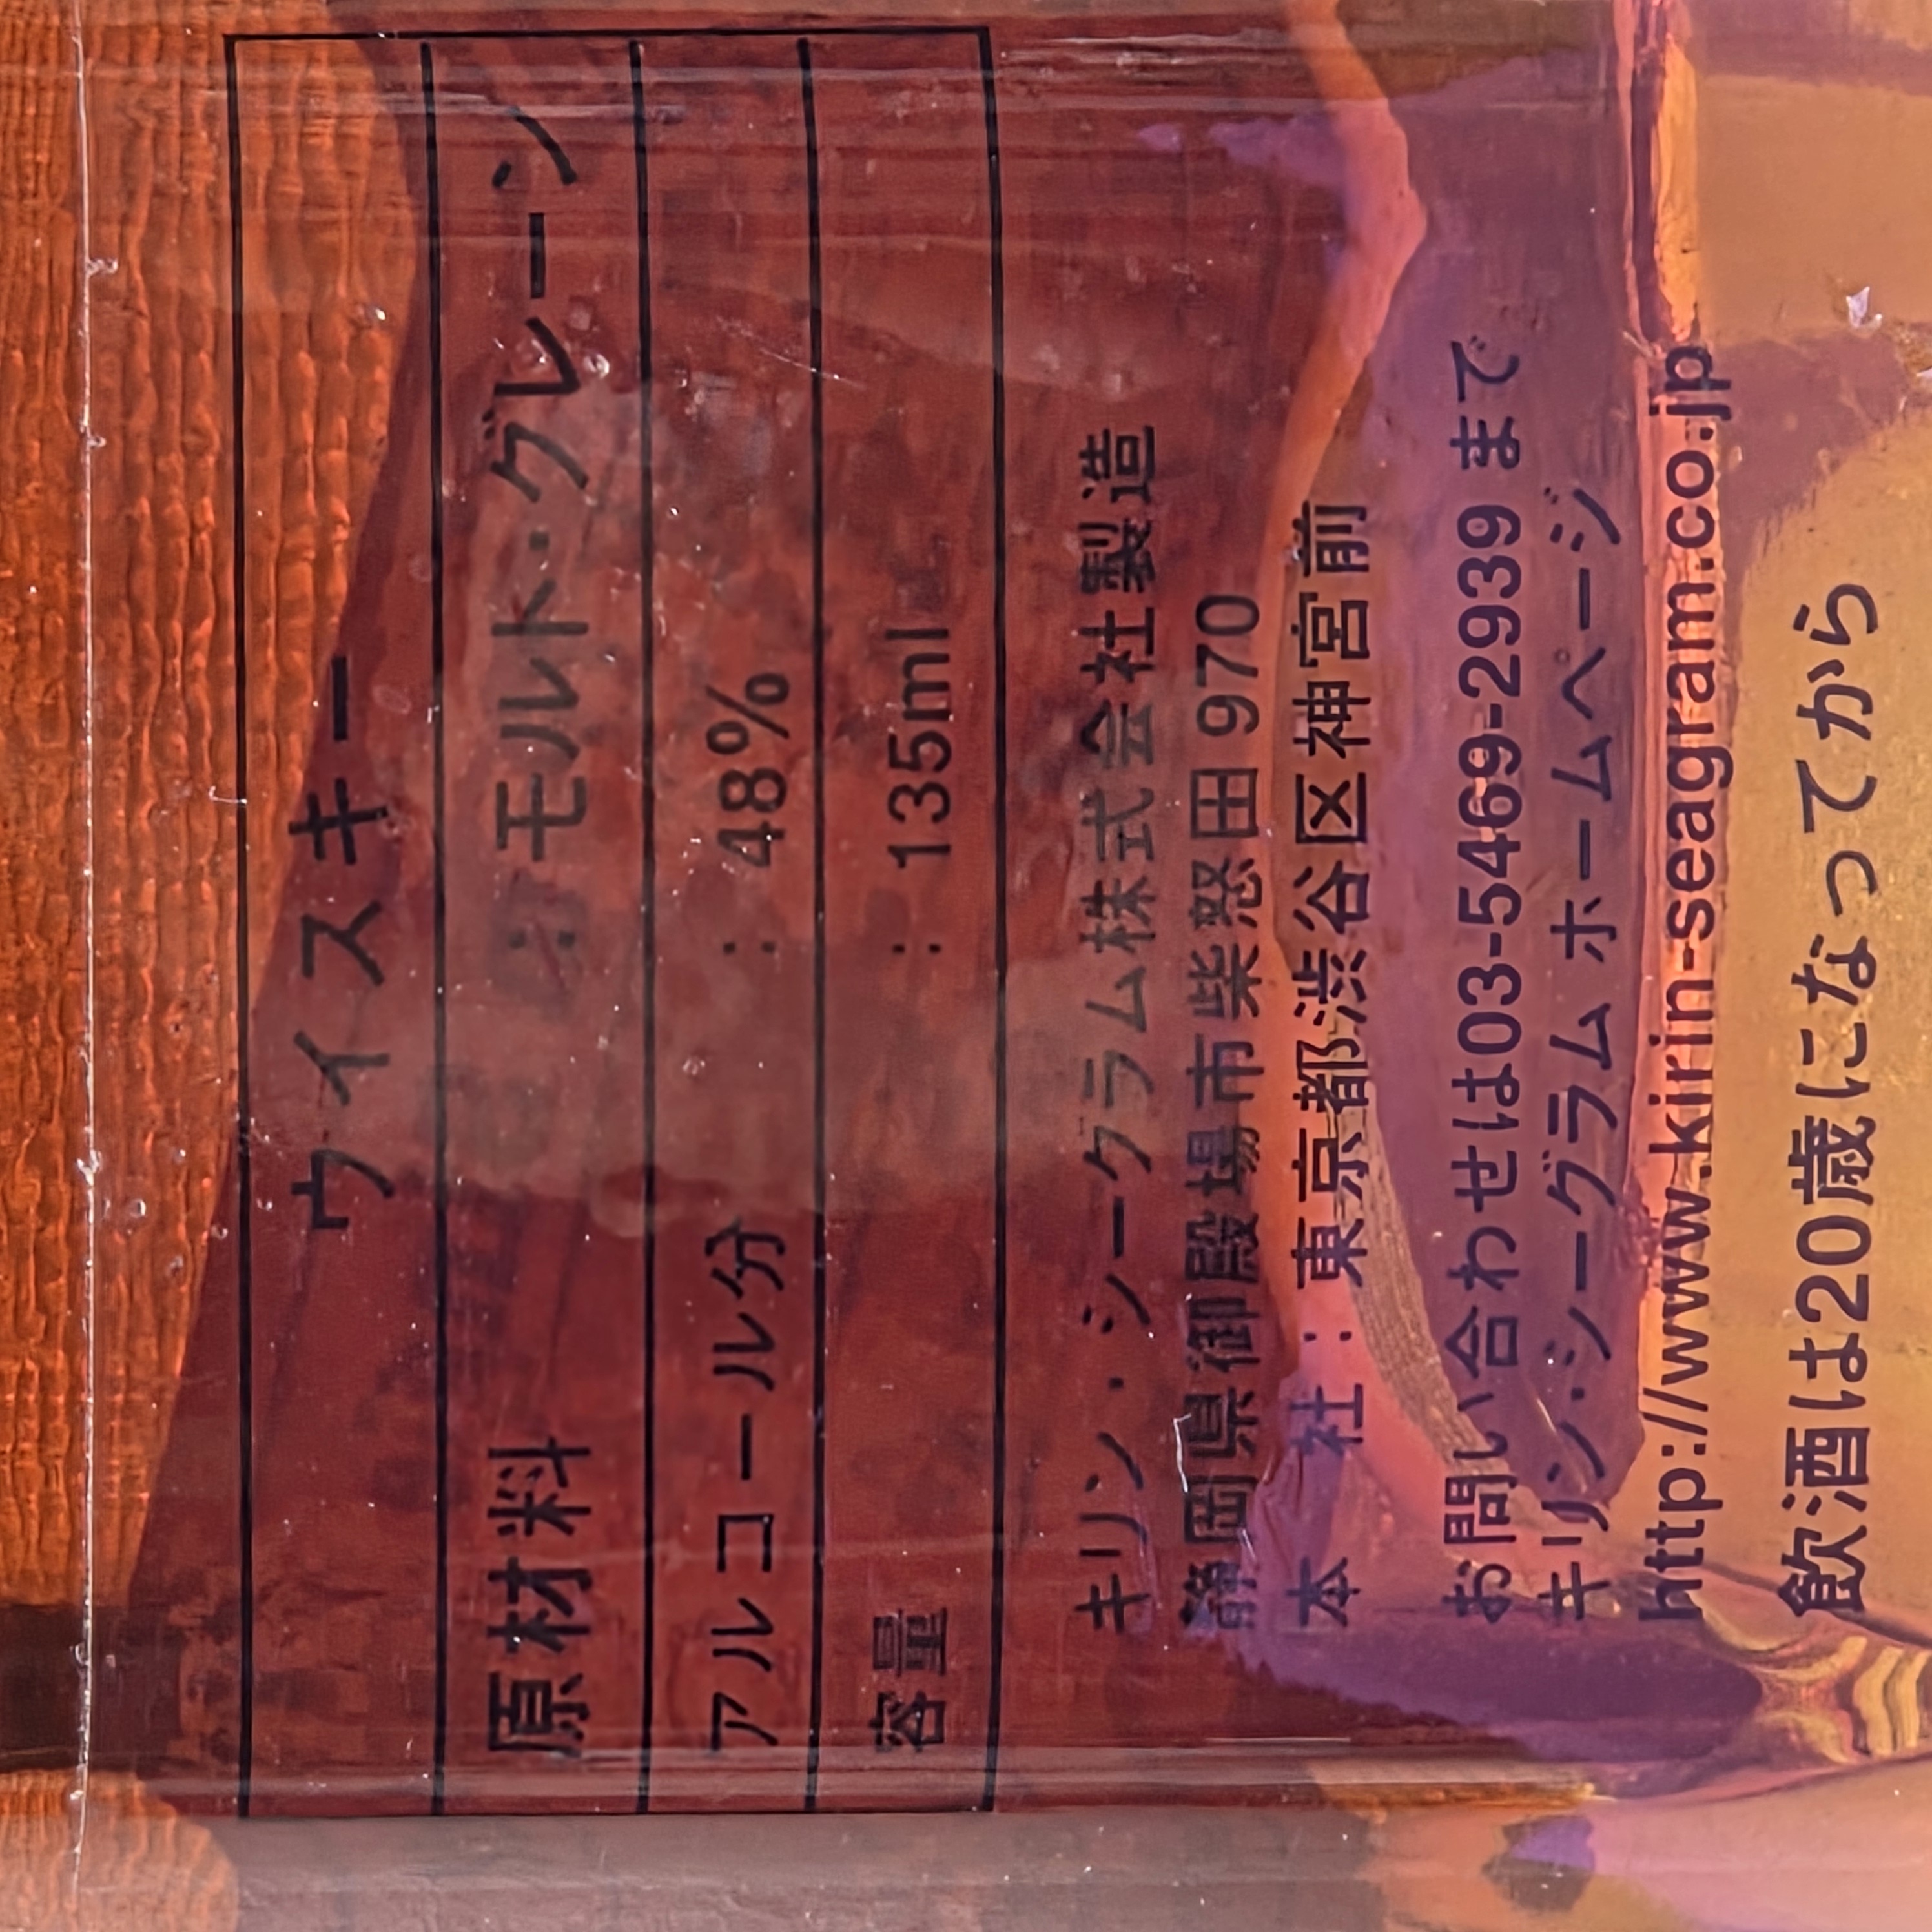 ウイスキー
原材料 : モルト・グレーン
アルコール分 : 48%
容量 : 135ml
キリン・シーグラム株式会社製造
静岡県御殿場市柴怒田970
本社 : 東京都渋谷区神宮前
お問い合わせは03-5469-2939まで
キリン・シーグラム ホームページ
http://www.kirin-seagram.co.jp
飲酒は20歳になってから